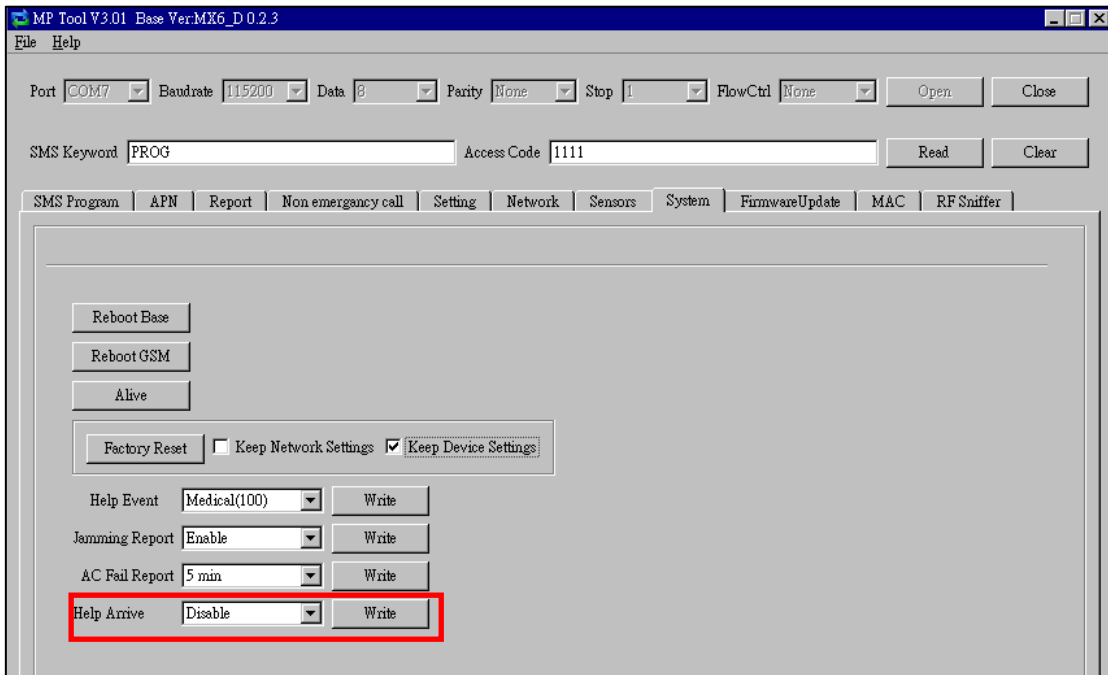 MP Tool V3.01 Base Ver:MX6_D 0.2.3
File Help
Port COM7 Baudrate 115200 Data 8 Parity None Stop 1 FlowCtrl None Open Close
SMS Keyword PROG Access Code 1111 Read Clear
SMS Program APN Report Non emergancy call Setting Network Sensors System FirmwareUpdate MAC RF Sniffer
Reboot Base
Reboot GSM
Alive
Factory Reset Keep Network Settings Keep Device Settings
Help Event Medical(100) Write
Jamming Report Enable Write
AC Fail Report 5 min Write
Help Arrive Disable Write